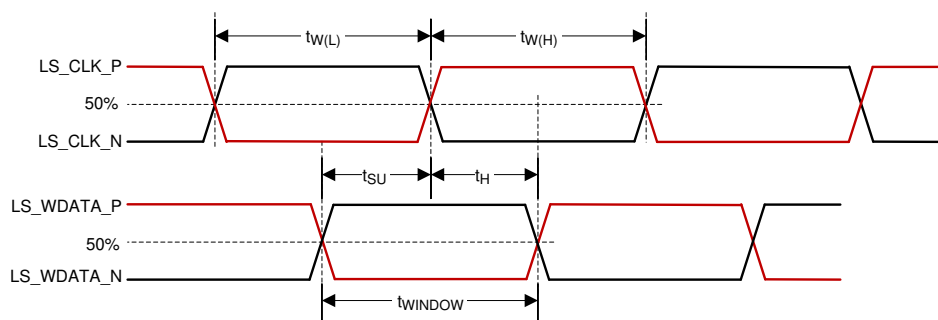 tW(L) tW(H)
LS_CLK_P
50%
LS_CLK_N
tSU tH
LS_WDATA_P
50%
LS_WDATA_N
tWINDOW